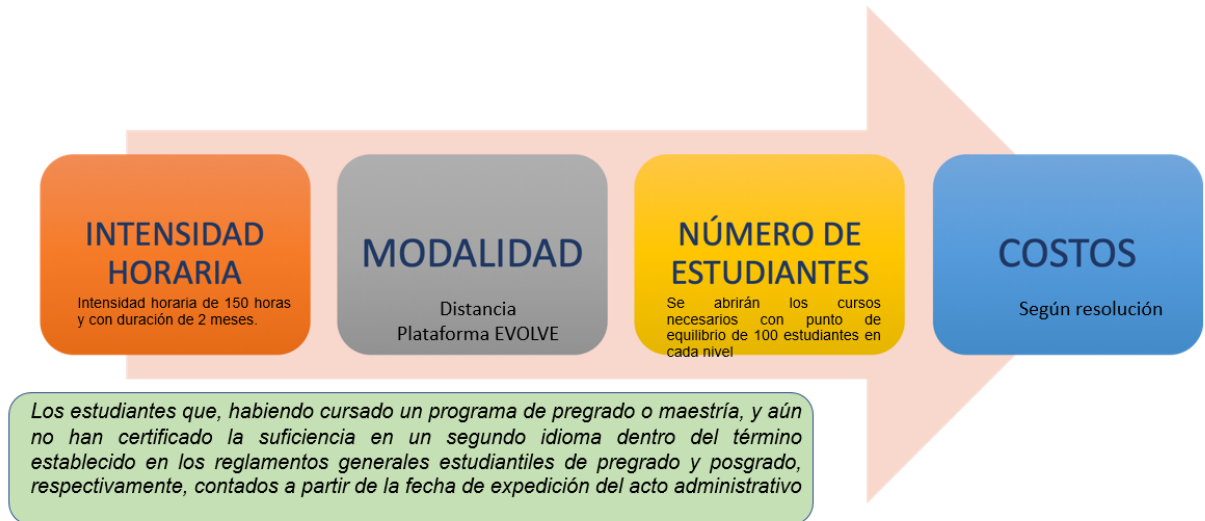 INTENSIDAD
HORARIA
Intensidad horaria de 150 horas
y con duración de 2 meses.
MODALIDAD
Distancia
Plataforma EVOLVE
NÚMERO DE
ESTUDIANTES
Se abrirán los cursos
necesarios con punto de
equilibrio de 100 estudiantes en
cada nivel
COSTOS
Según resolución
Los estudiantes que, habiendo cursado un programa de pregrado o maestría, y aún
no han certificado la suficiencia en un segundo idioma dentro del término
establecido en los reglamentos generales estudiantiles de pregrado y posgrado,
respectivamente, contados a partir de la fecha de expedición del acto administrativo